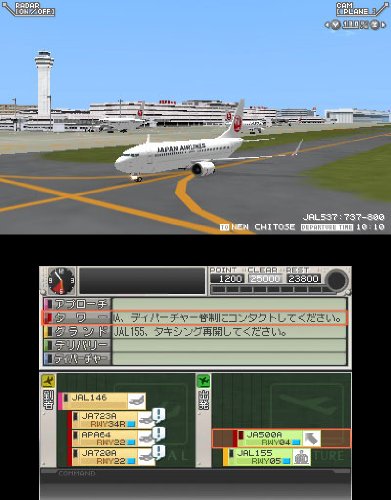 RADAR
[ON/OFF]
CAM
[PLANE]
JAPAN AIRLINES
JAL537:737-800
TO NEW CHITOSE DEPARTURE TIME 10:10
POINT CLEAR REST
1200 25000 23800
アプローチ
タワー A、ディパーチャー管制にコンタクトしてください。
グランド JAL155、タキシング再開してください。
デリバリー
ディパーチャー
到着
JAL146
JA723A
RWY34R
APA64
RWY22
JA720A
RWY22
出発
JA500A
RWY04
JAL155
RWY05
COMMAND